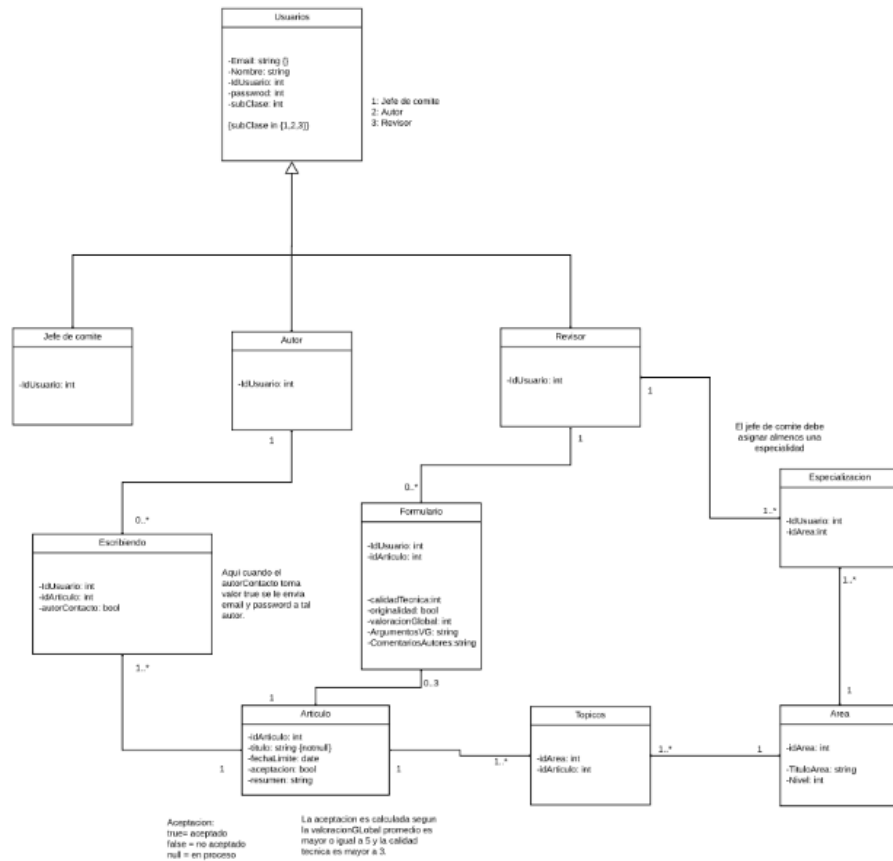 Usuarios
-Email: string {}
-Nombre: string
-IdUsuario: int
-passwrod: int
-subClase: int
{subClase in {1,2,3}}
1: Jefe de comite
2: Autor
3: Revisor
Jefe de comite
-IdUsuario: int
Autor
-IdUsuario: int
Revisor
-IdUsuario: int
1
1
1
El jefe de comite debe
asignar almenos una
especialidad
0..*
0..*
1..*
Escribiendo
-IdUsuario: int
-idArticulo: int
-autorContacto: bool
Aqui cuando el
autorContacto toma
valor true se le envia
email y password a tal
autor.
Formulario
-IdUsuario: int
-idArticulo: int
-calidadTecnica:int
-originalidad: bool
-valoracionGlobal: int
-ArgumentosVG: string
-ComentariosAutores:string
Especializacion
-IdUsuario: int
-idArea:int
1..*
1..*
0..3
1
1
Articulo
-idArticulo: int
-titulo: string {notnull}
-fechaLimite: date
-aceptacion: bool
-resumen: string
1
1
1..*
Topicos
-idArea: int
-idArticulo: int
1..*
1
Area
-idArea: int
-TituloArea: string
-Nivel: int
Aceptacion:
true= aceptado
false = no aceptado
null = en proceso
La aceptacion es calculada segun
la valoracionGLobal promedio es
mayor o igual a 5 y la calidad
tecnica es mayor a 3.